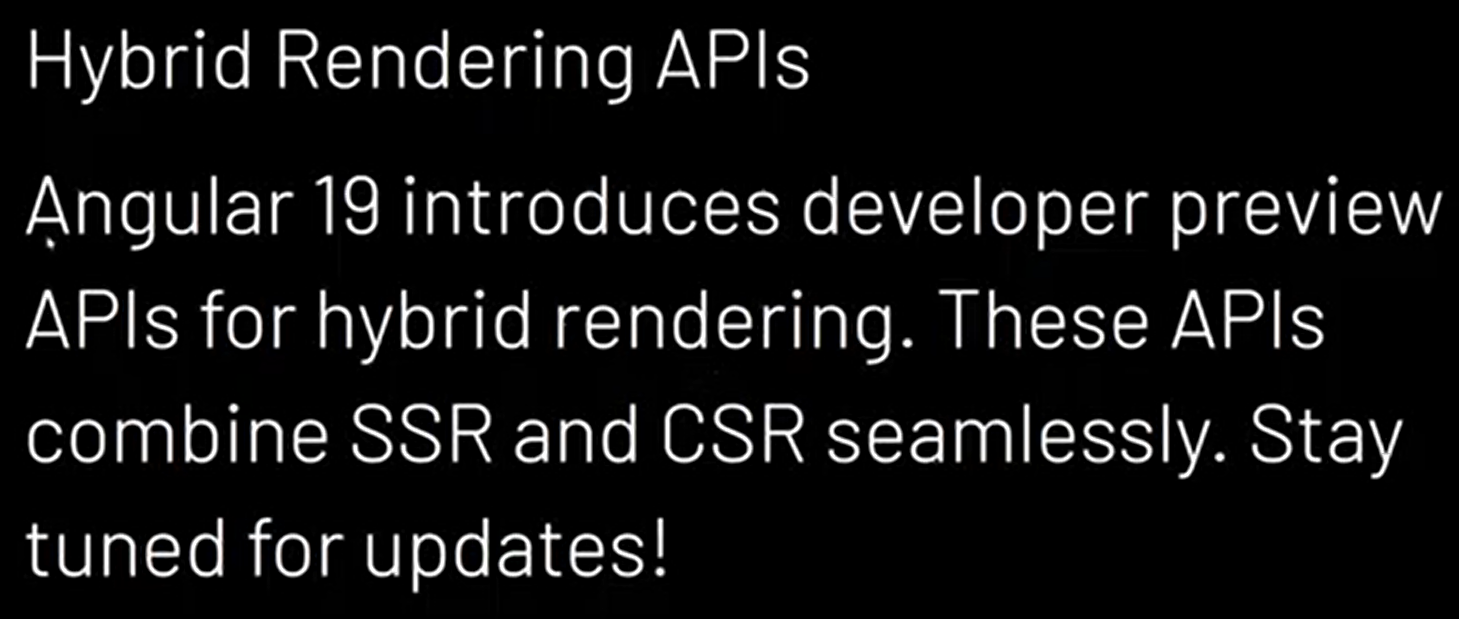 Hybrid Rendering APIs
Angular 19 introduces developer preview
APIs for hybrid rendering. These APIs
combine SSR and CSR seamlessly. Stay
tuned for updates!